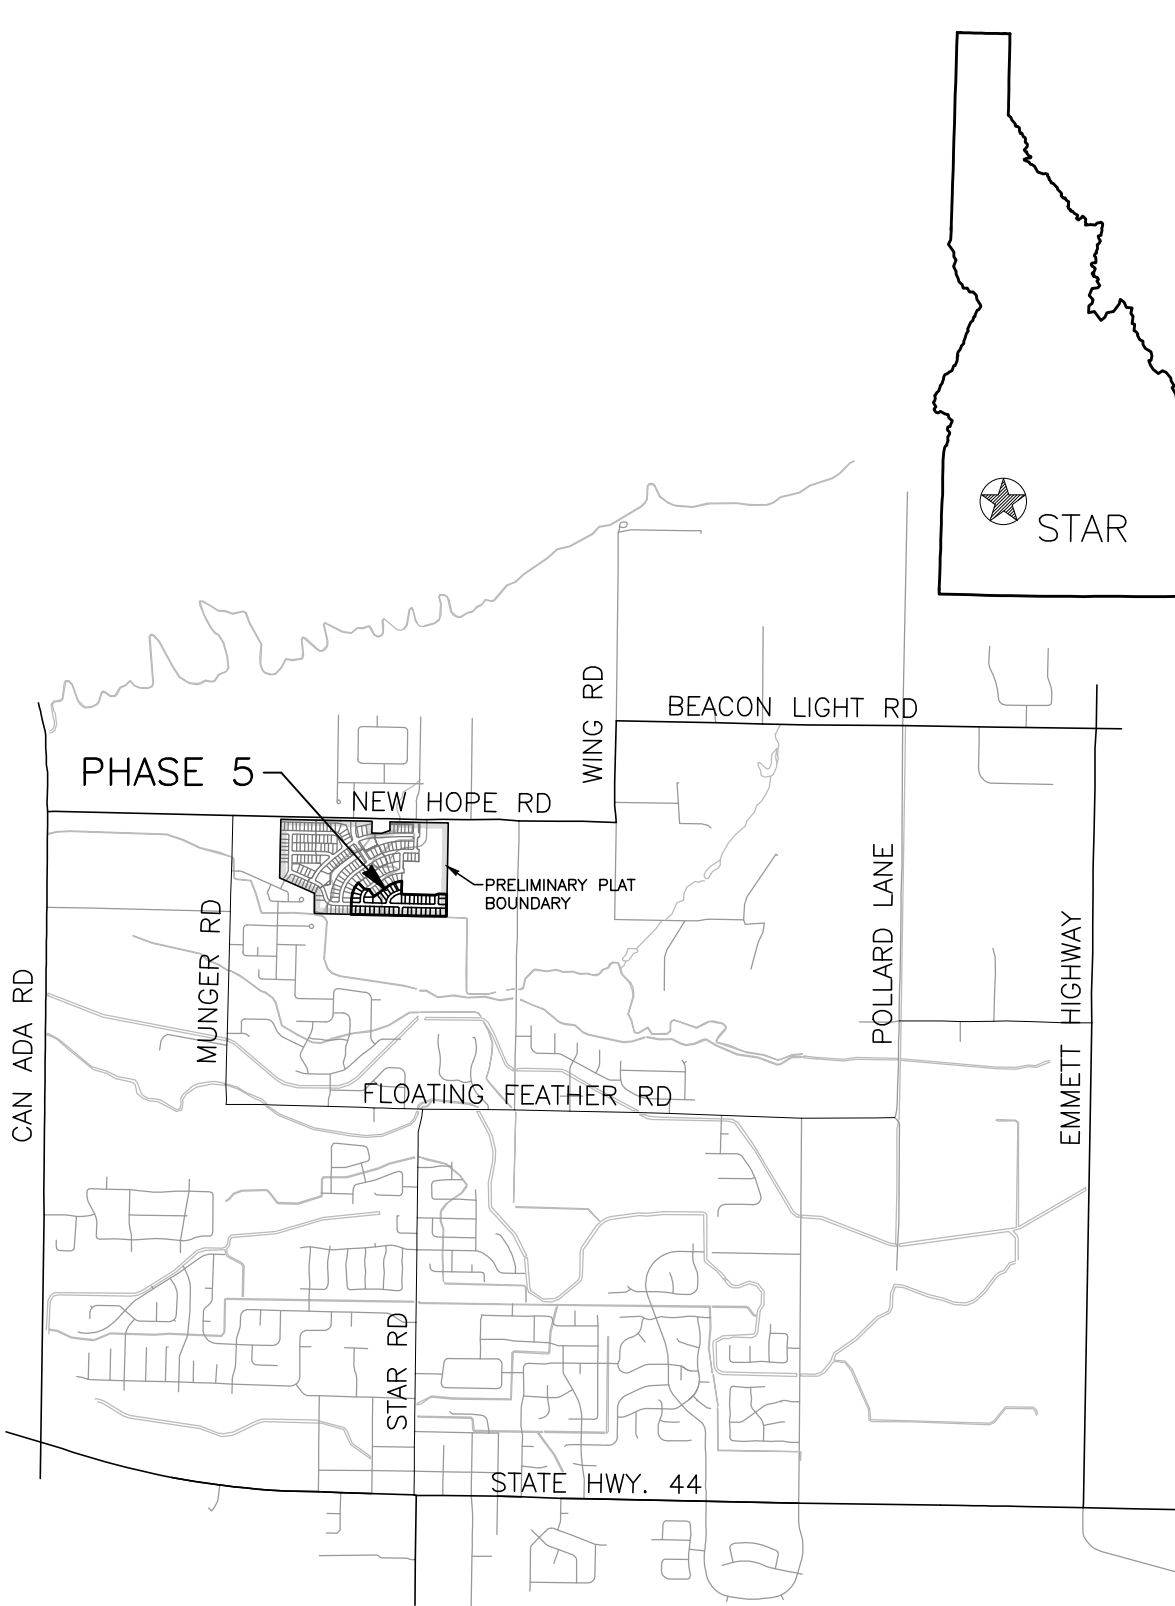 STAR
WING RD
BEACON LIGHT RD
PHASE 5
NEW HOPE RD
PRELIMINARY PLAT
BOUNDARY
MUNGER RD
POLLARD LANE
CAN ADA RD
EMMETT HIGHWAY
FLOATING FEATHER RD
STAR RD
STATE HWY. 44